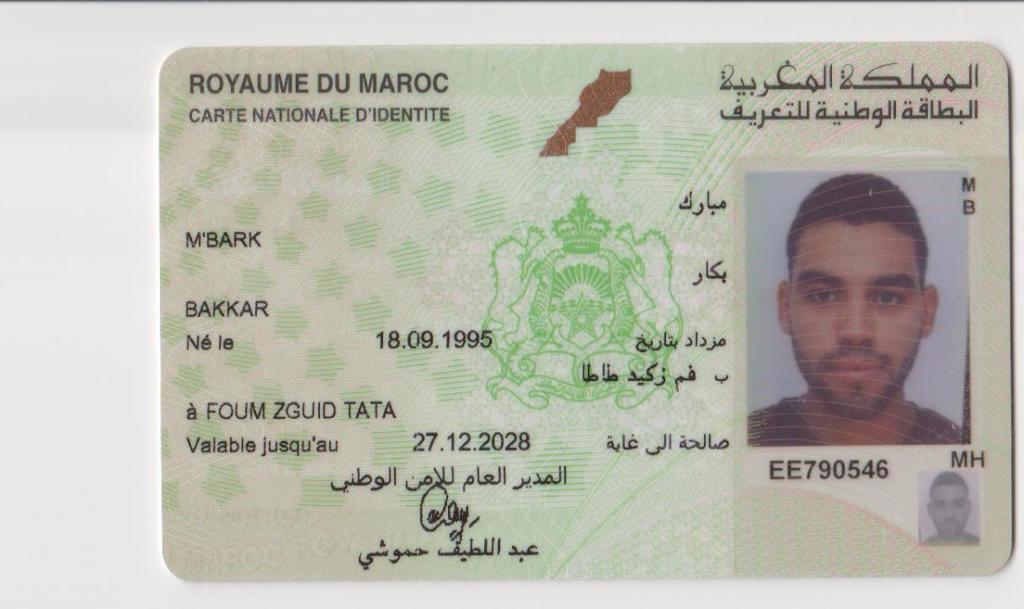 ROYAUME DU MAROC
المملكة المغربية
CARTE NATIONALE D'IDENTITE
البطاقة الوطنية للتعريف
M
B
مبارك
M'BARK
بكار
BAKKAR
Né le 18.09.1995 مزداد بتاريخ
ب فم زكيد طاطا
à FOUM ZGUID TATA
Valable jusqu'au 27.12.2028 صالحة الى غاية
MH
EE790546
المدير العام للامن الوطني
عبد اللطيف حموشي